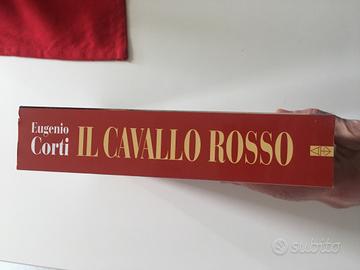 Eugenio
Corti
IL CAVALLO ROSSO
subito